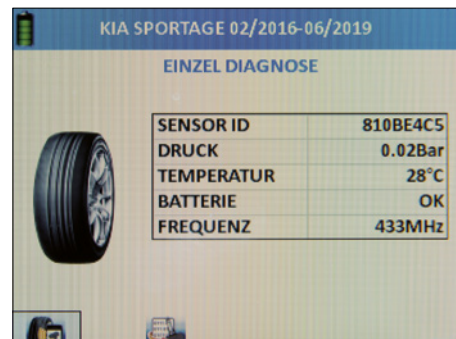 KIA SPORTAGE 02/2016-06/2019
EINZEL DIAGNOSE
SENSOR ID 810BE4C5
DRUCK 0.02Bar
TEMPERATUR 28°C
BATTERIE OK
FREQUENZ 433MHz